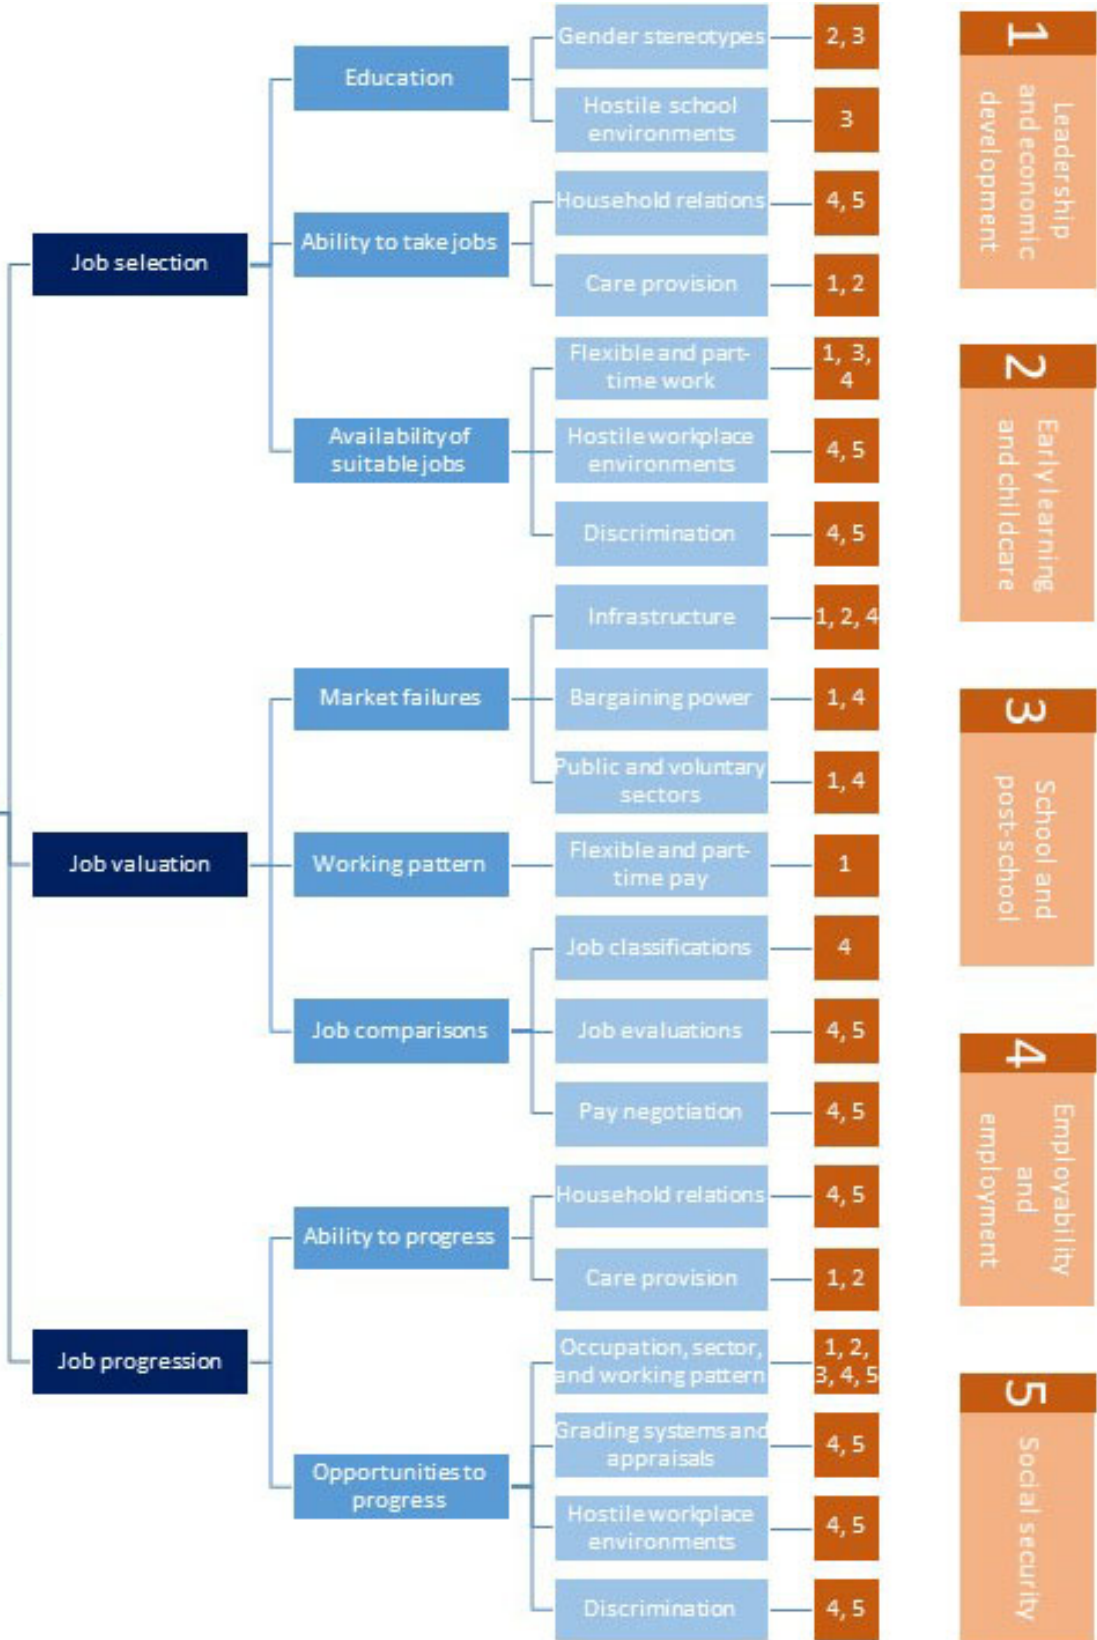 Job selection
Education
Gender stereotypes
2, 3
Hostile school
environments
3
Ability to take jobs
Household relations
4, 5
Care provision
1, 2
Availability of
suitable jobs
Flexible and part-
time work
1, 3,
4
Hostile workplace
environments
4, 5
Discrimination
4, 5
Job valuation
Market failures
Infrastructure
1, 2, 4
Bargaining power
1, 4
Public and voluntary
sectors
1, 4
Working pattern
Flexible and part-
time pay
1
Job comparisons
Job classifications
4
Job evaluations
4, 5
Pay negotiation
4, 5
Job progression
Ability to progress
Household relations
4, 5
Care provision
1, 2
Opportunities to
progress
Occupation, sector,
and working pattern
1, 2,
3, 4, 5
Grading systems and
appraisals
4, 5
Hostile workplace
environments
4, 5
Discrimination
4, 5
1
Leadership
and economic
development
2
Early learning
and childcare
3
School and
post-school
4
Employability
and
employment
5
Social security